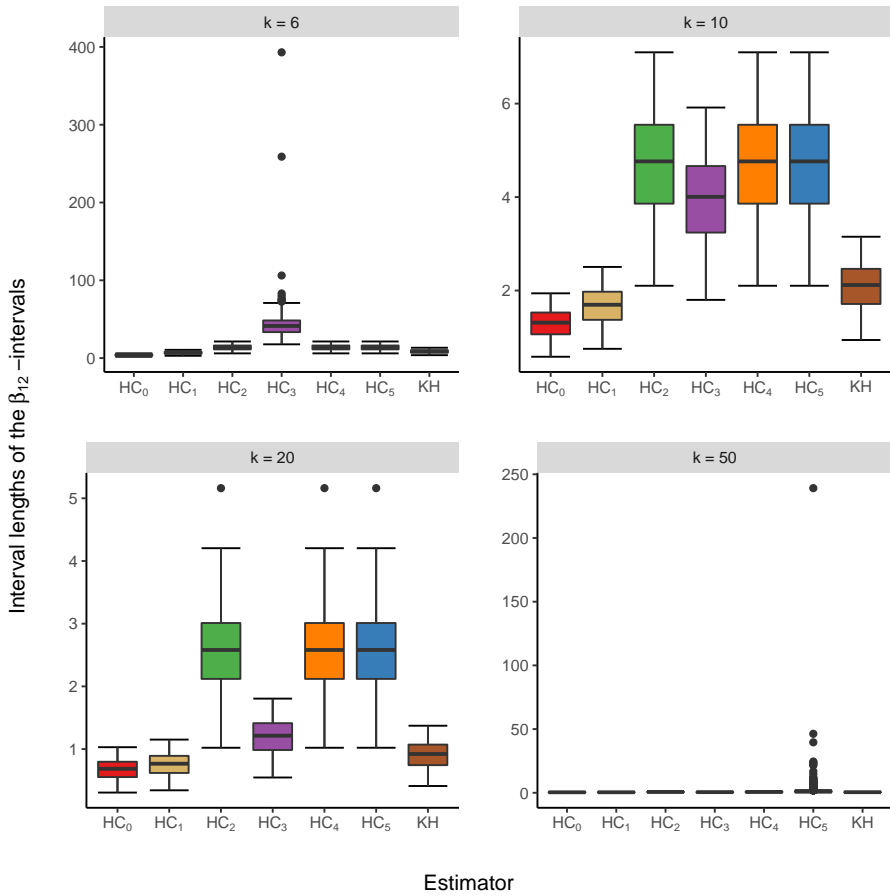 Interval lengths of the β₁₂ −intervals
k = 6
400
300
200
100
0
HC₀ HC₁ HC₂ HC₃ HC₄ HC₅ KH
k = 10
6
4
2
HC₀ HC₁ HC₂ HC₃ HC₄ HC₅ KH
k = 20
5
4
3
2
1
HC₀ HC₁ HC₂ HC₃ HC₄ HC₅ KH
k = 50
250
200
150
100
50
0
HC₀ HC₁ HC₂ HC₃ HC₄ HC₅ KH
Estimator